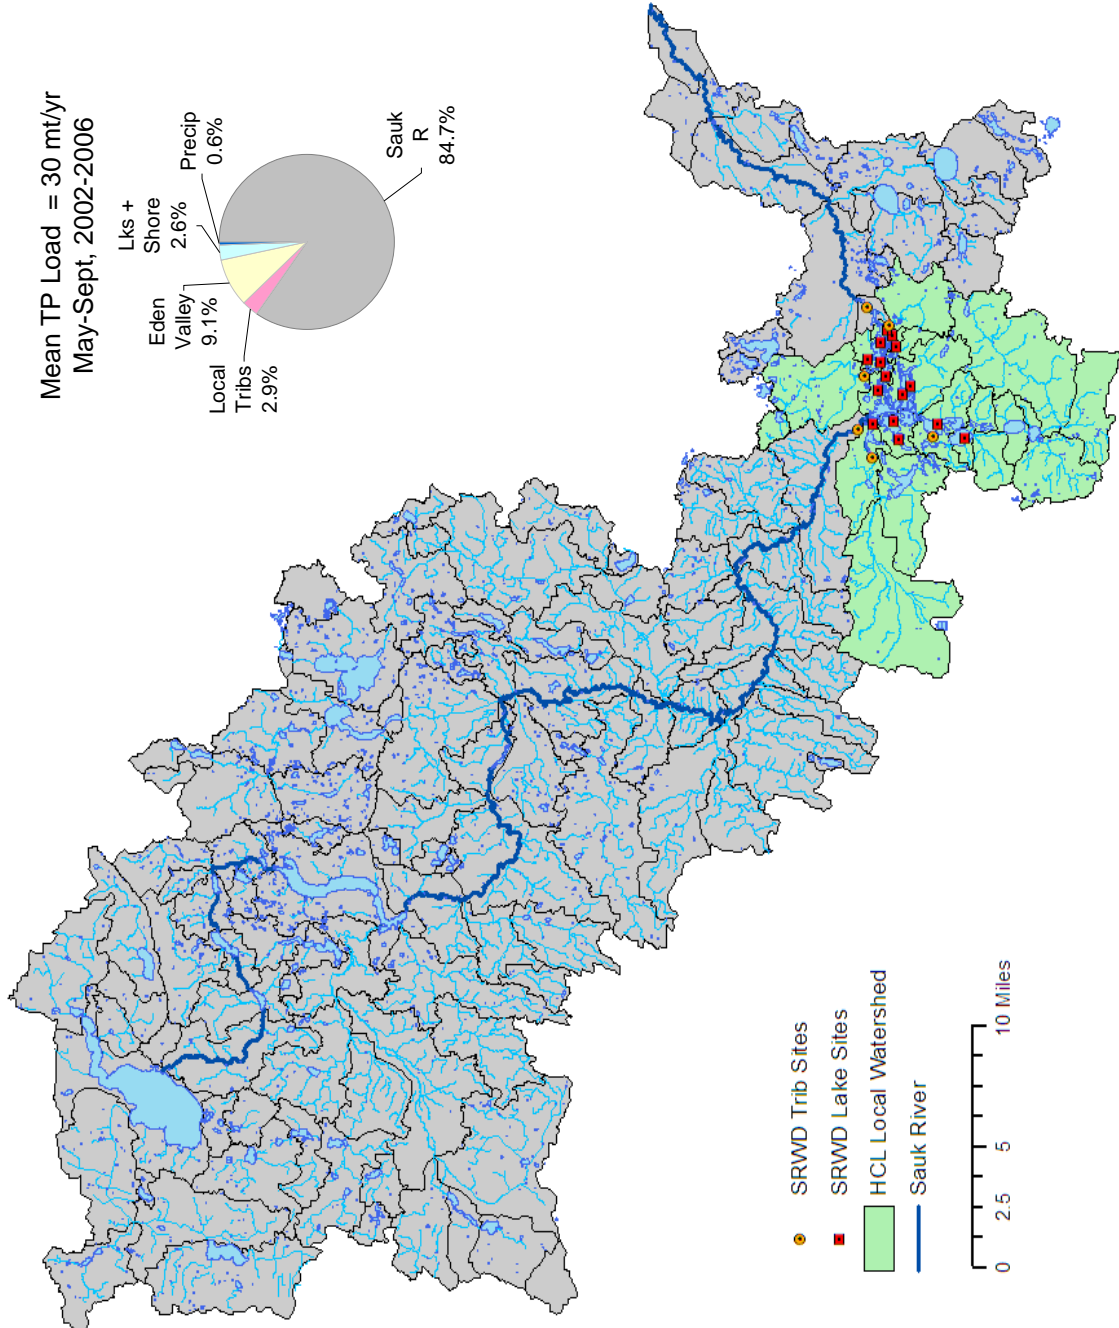 Mean TP Load = 30 mt/yr
May-Sept, 2002-2006
Precip
0.6%
Lks +
Shore
2.6%
Eden
Valley
9.1%
Local
Tribs
2.9%
Sauk
R
84.7%
SRWD Trib Sites
SRWD Lake Sites
HCL Local Watershed
Sauk River
0 2.5 5 10 Miles